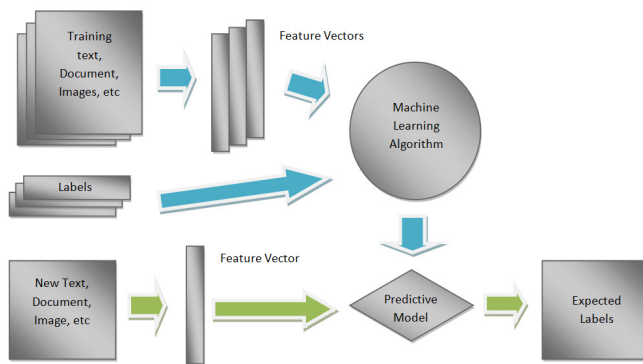 Training
text,
Document,
Images, etc
Feature Vectors
Machine
Learning
Algorithm
Labels
New Text,
Document,
Image, etc
Feature Vector
Predictive
Model
Expected
Labels